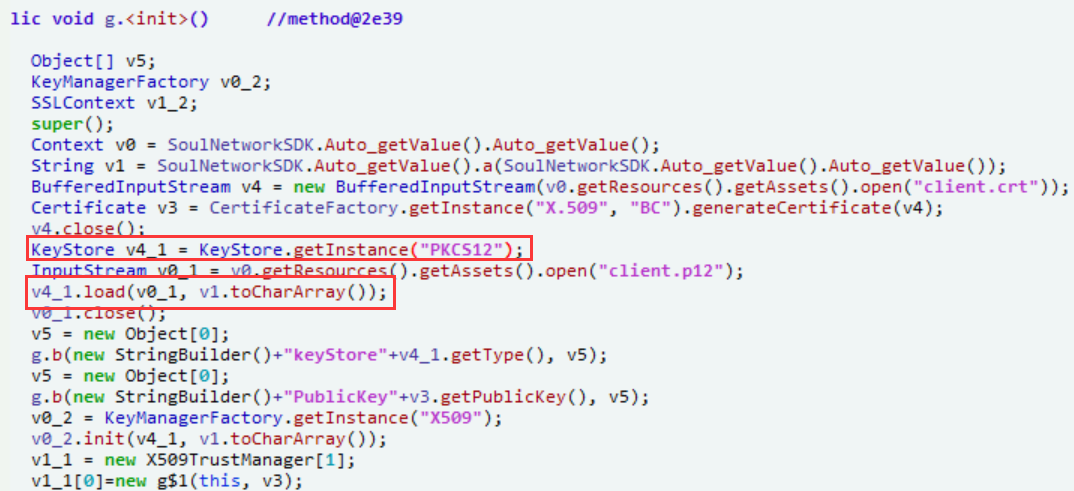 lic void g.<init>()     //method@2e39
Object[] v5;
KeyManagerFactory v0_2;
SSLContext v1_2;
super();
Context v0 = SoulNetworkSDK.Auto_getValue().Auto_getValue();
String v1 = SoulNetworkSDK.Auto_getValue().a(SoulNetworkSDK.Auto_getValue().Auto_getValue());
BufferedInputStream v4 = new BufferedInputStream(v0.getResources().getAssets().open("client.crt"));
Certificate v3 = CertificateFactory.getInstance("X.509", "BC").generateCertificate(v4);
v4.close();
KeyStore v4_1 = KeyStore.getInstance("PKCS12");
InputStream v0_1 = v0.getResources().getAssets().open("client.p12");
v4_1.load(v0_1, v1.toCharArray());
v0_1.close();
v5 = new Object[0];
g.b(new StringBuilder()+"keyStore"+v4_1.getType(), v5);
v5 = new Object[0];
g.b(new StringBuilder()+"PublicKey"+v3.getPublicKey(), v5);
v0_2 = KeyManagerFactory.getInstance("X509");
v0_2.init(v4_1, v1.toCharArray());
v1_1 = new X509TrustManager[1];
v1_1[0]=new g$1(this, v3);